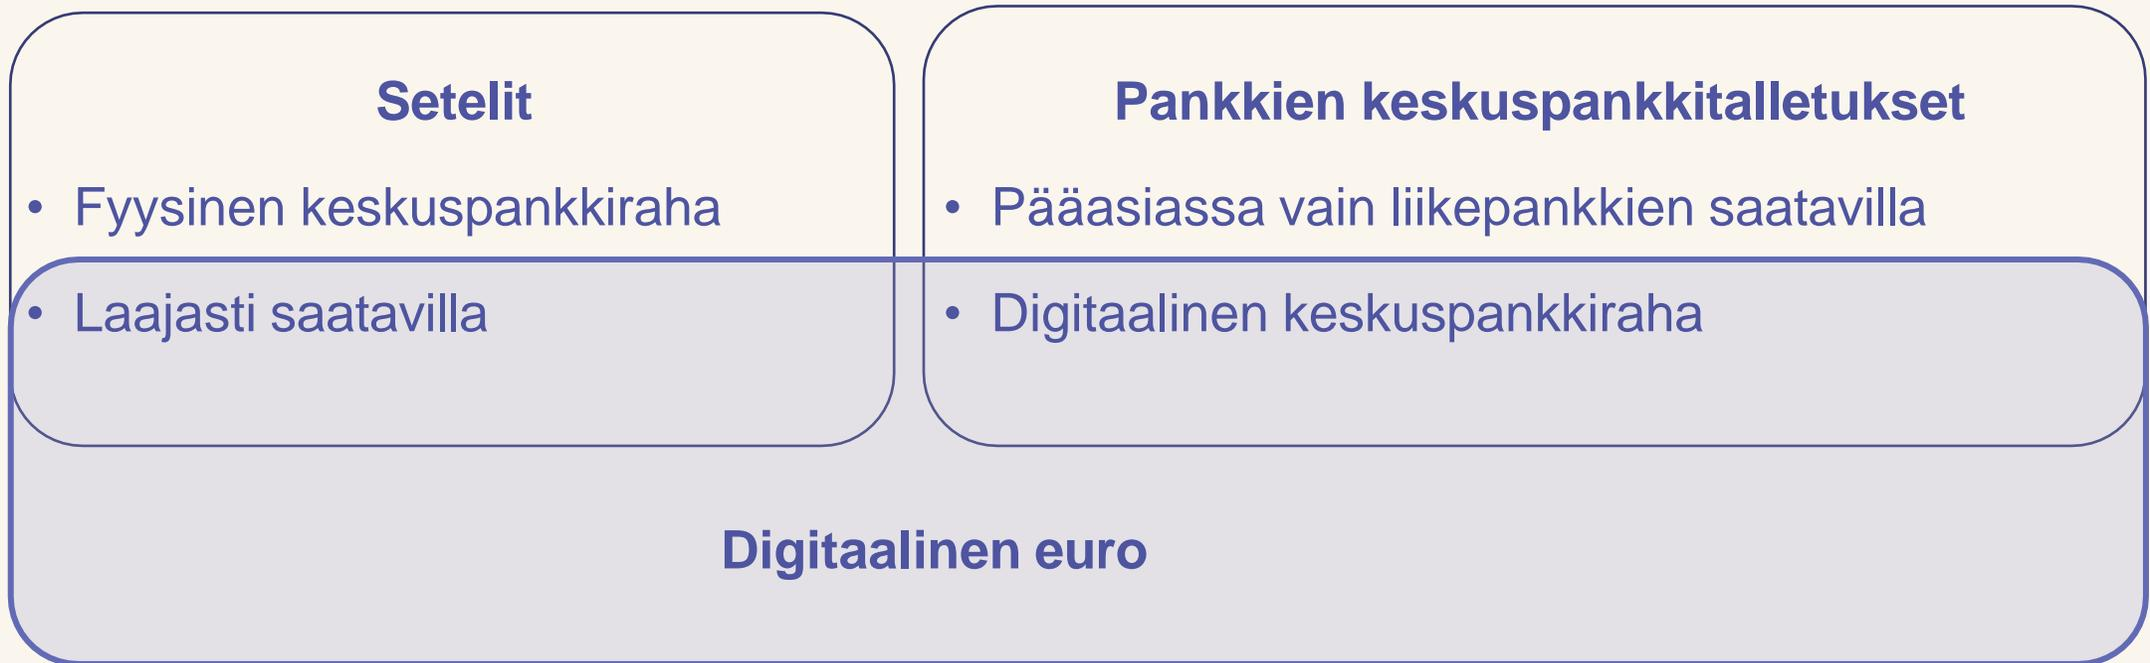 Setelit
• Fyysinen keskuspankkiraha
• Laajasti saatavilla
Pankkien keskuspankkitalletukset
• Pääasiassa vain liikepankkien saatavilla
• Digitaalinen keskuspankkiraha
Digitaalinen euro